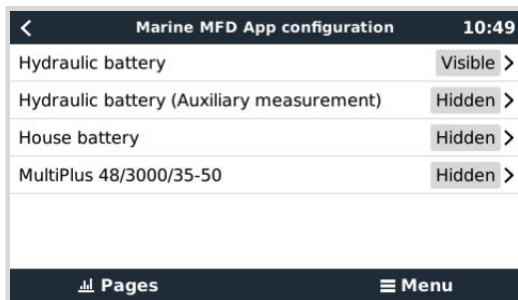 Marine MFD App configuration 10:49
Hydraulic battery Visible
Hydraulic battery (Auxiliary measurement) Hidden
House battery Hidden
MultiPlus 48/3000/35-50 Hidden
Pages Menu